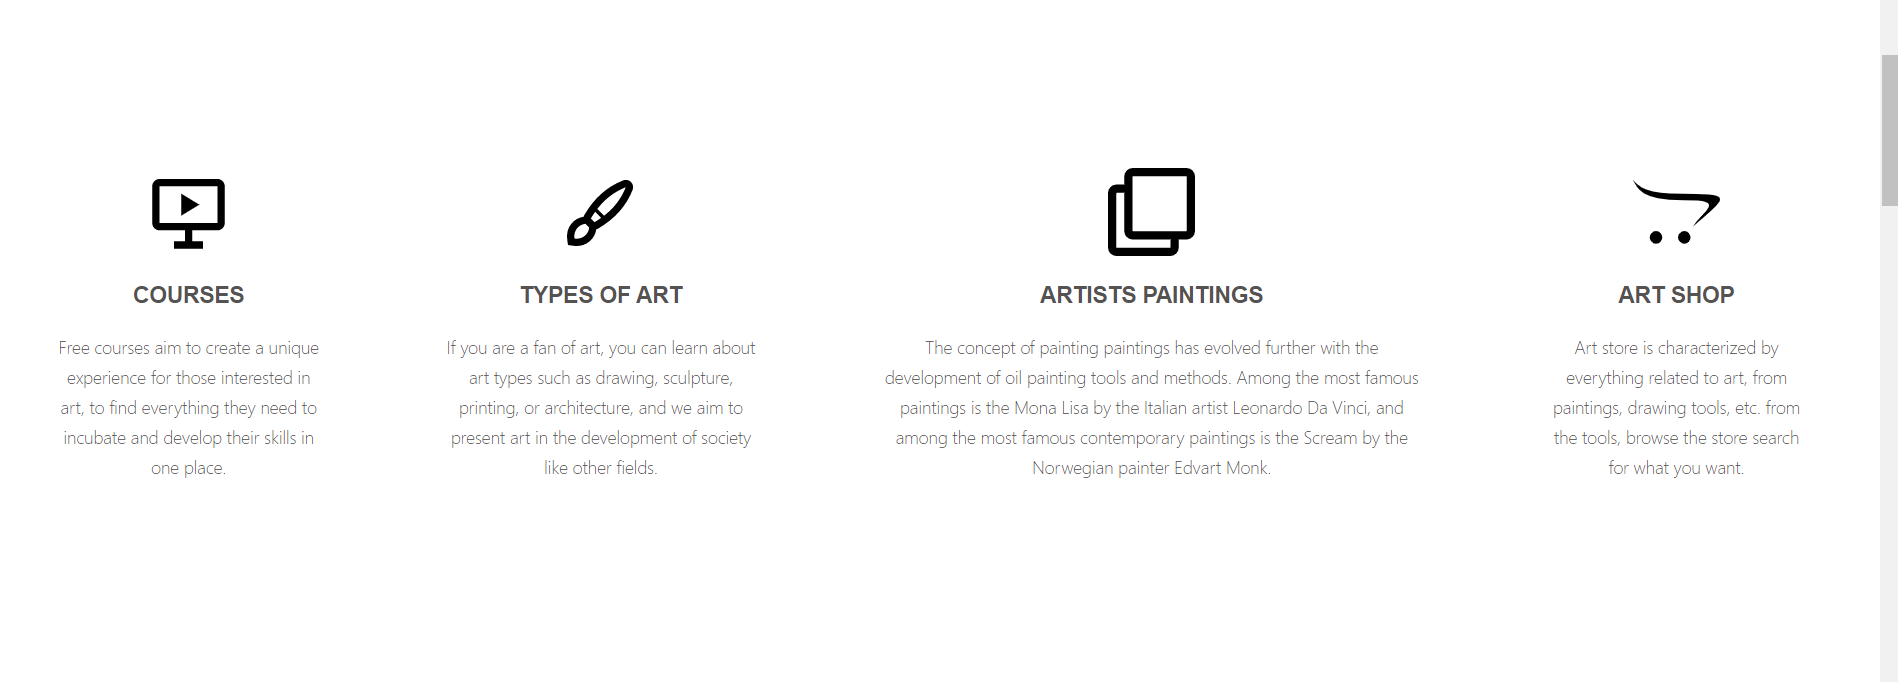 COURSES
Free courses aim to create a unique
experience for those interested in
art, to find everything they need to
incubate and develop their skills in
one place.
TYPES OF ART
If you are a fan of art, you can learn about
art types such as drawing, sculpture,
printing, or architecture, and we aim to
present art in the development of society
like other fields.
ARTISTS PAINTINGS
The concept of painting paintings has evolved further with the
development of oil painting tools and methods. Among the most famous
paintings is the Mona Lisa by the Italian artist Leonardo Da Vinci, and
among the most famous contemporary paintings is the Scream by the
Norwegian painter Edvart Monk.
ART SHOP
Art store is characterized by
everything related to art, from
paintings, drawing tools, etc. from
the tools, browse the store search
for what you want.